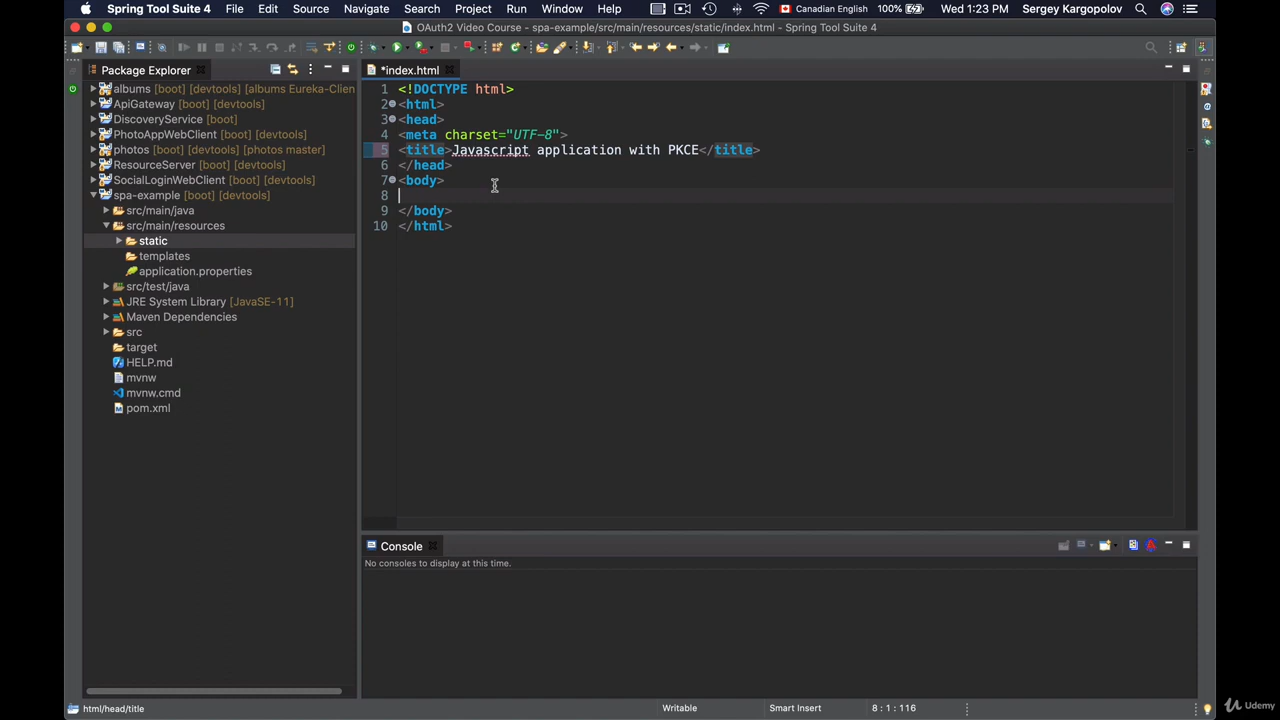 Spring Tool Suite 4 File Edit Source Navigate Search Project Run Window Help Canadian English 100% Wed 1:23 PM Sergey Kargopolov
OAuth2 Video Course - spa-example/src/main/resources/static/index.html - Spring Tool Suite 4
Package Explorer
*index.html
albums [boot] [devtools] [albums Eureka-Clien
ApiGateway [boot] [devtools]
DiscoveryService [boot]
PhotoAppWebClient [devtools]
photos [boot] [devtools] [photos master]
ResourceServer [boot] [devtools]
SocialLoginWebClient [boot] [devtools]
spa-example [boot] [devtools]
src/main/java
src/main/resources
static
templates
application.properties
src/test/java
JRE System Library [JavaSE-11]
Maven Dependencies
src
target
HELP.md
mvnw
mvnw.cmd
pom.xml
1 <!DOCTYPE html>
2 <html>
3 <head>
4 <meta charset="UTF-8">
5 <title>Javascript application with PKCE</title>
6 </head>
7 <body>
8
9 </body>
10 </html>
Console
No consoles to display at this time.
html/head/title Writable Smart Insert 8 : 1 : 116
Udemy